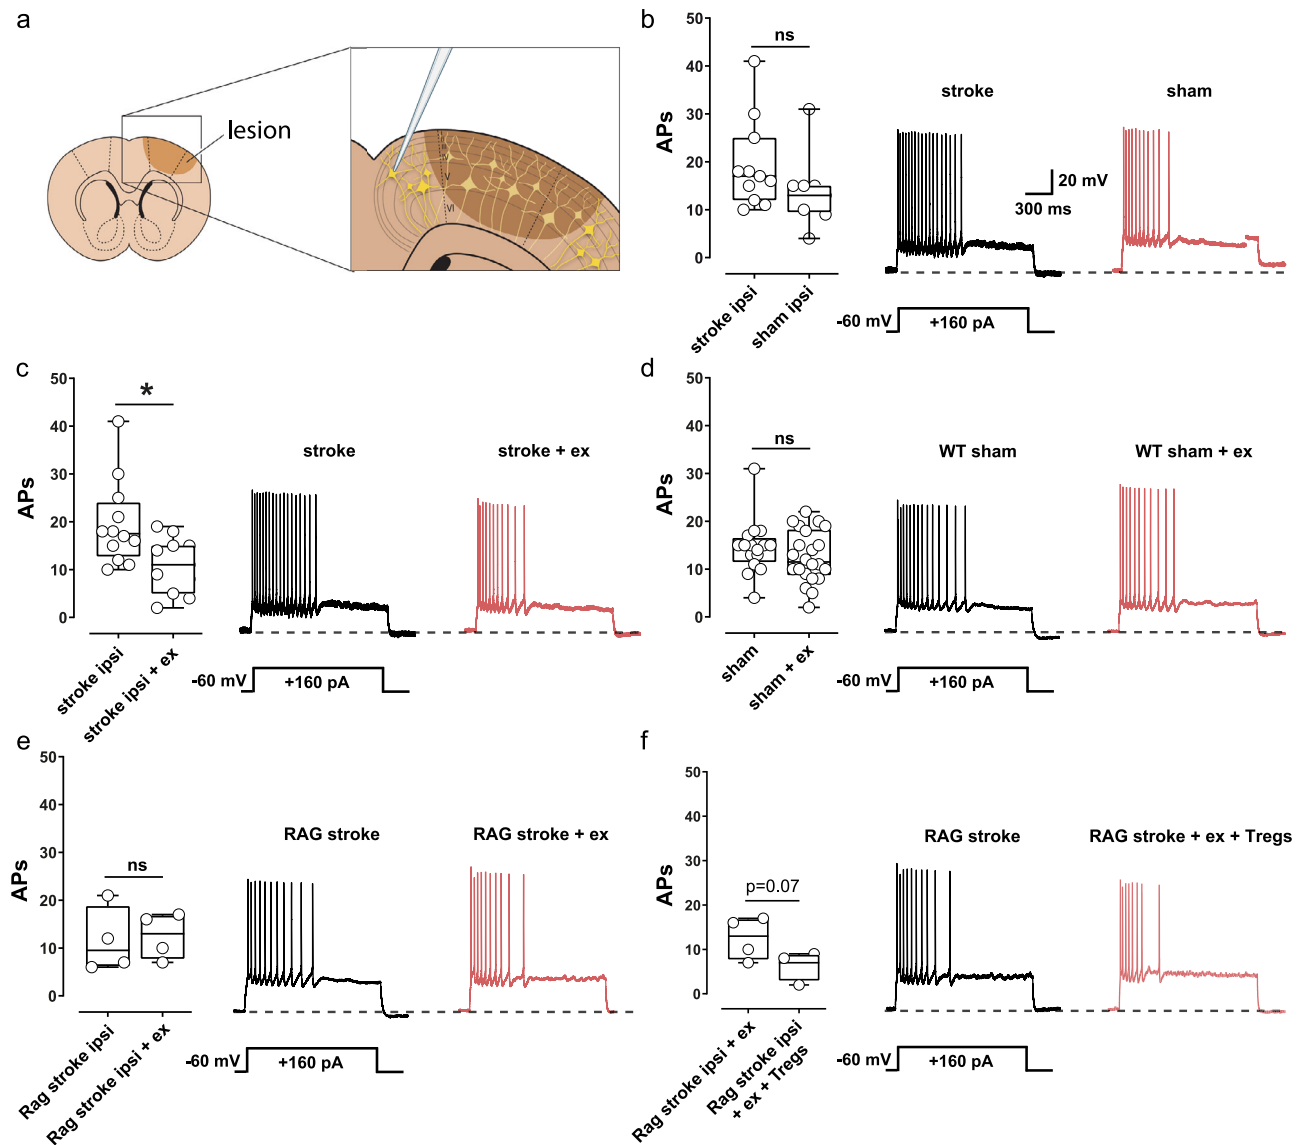 a
lesion
II
IV
V
VI
b
50
40
30
20
10
0
APs
ns
stroke ipsi
sham ipsi
stroke
sham
20 mV
300 ms
-60 mV
+160 pA
c
50
40
30
20
10
0
APs
*
stroke ipsi
stroke ipsi + ex
stroke
stroke + ex
-60 mV
+160 pA
d
50
40
30
20
10
0
APs
ns
sham
sham + ex
WT sham
WT sham + ex
-60 mV
+160 pA
e
50
40
30
20
10
0
APs
ns
Rag stroke ipsi
Rag stroke ipsi + ex
RAG stroke
RAG stroke + ex
-60 mV
+160 pA
f
50
40
30
20
10
0
APs
p=0.07
Rag stroke ipsi + ex
Rag stroke ipsi
+ ex + Tregs
RAG stroke
RAG stroke + ex + Tregs
-60 mV
+160 pA